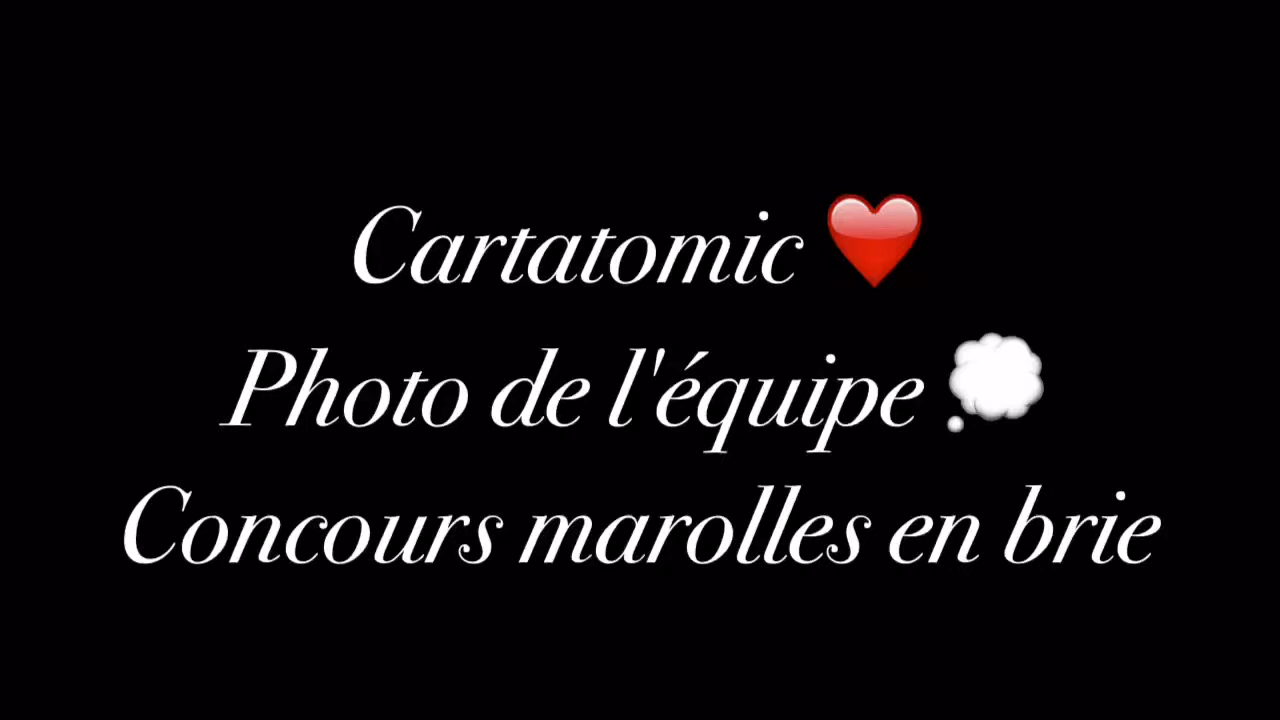 Cartatomic ❤️
Photo de l'équipe 💭
Concours marolles en brie